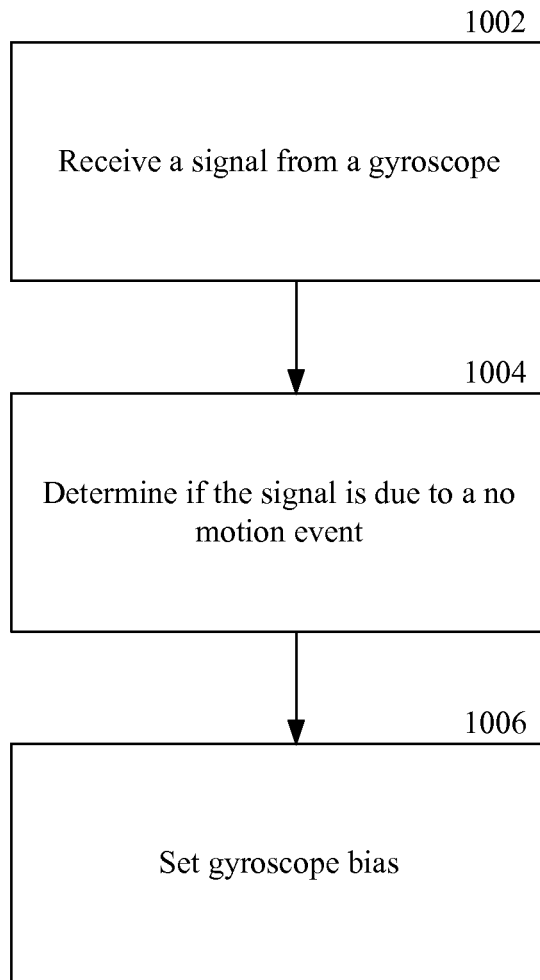 1002
Receive a signal from a gyroscope
1004
Determine if the signal is due to a no
motion event
1006
Set gyroscope bias